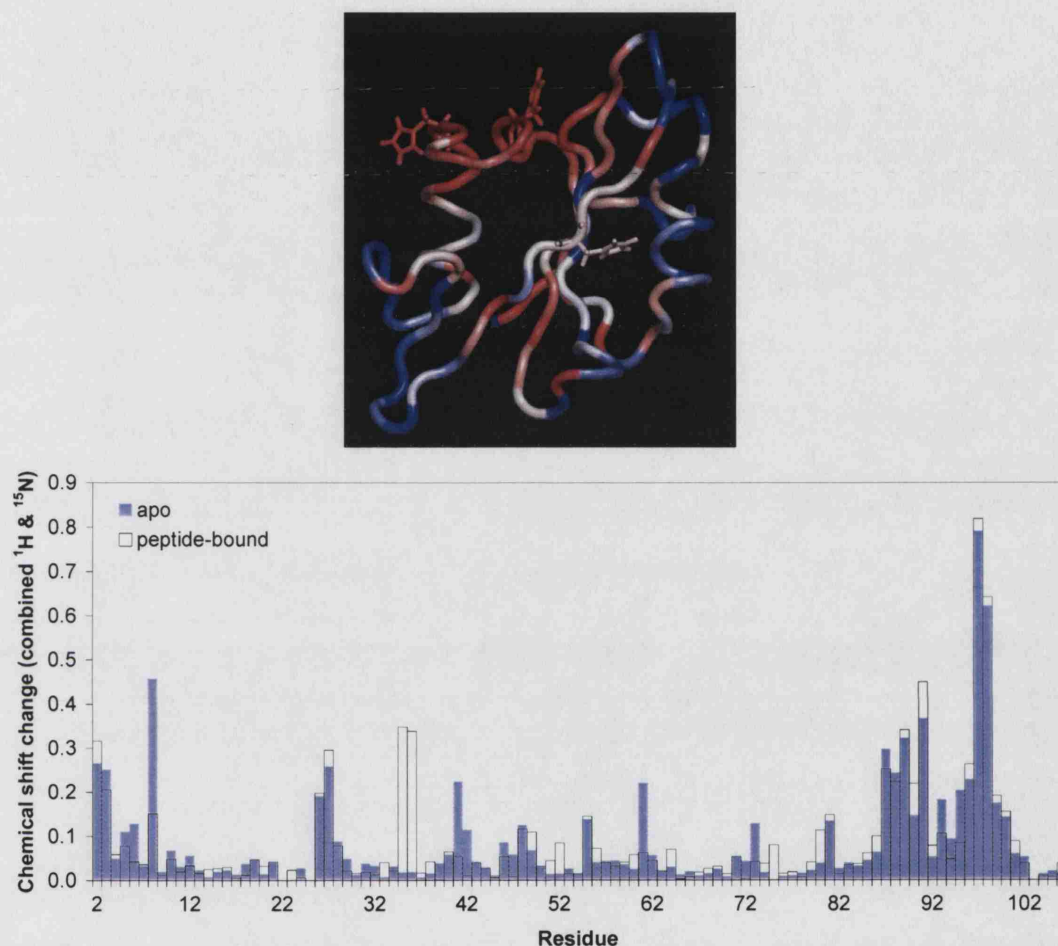 0.9
0.8
0.7
0.6
0.5
0.4
0.3
0.2
0.1
0.0
Chemical shift change (combined ¹H & ¹⁵N)
apo
peptide-bound
2 12 22 32 42 52 62 72 82 92 102
Residue